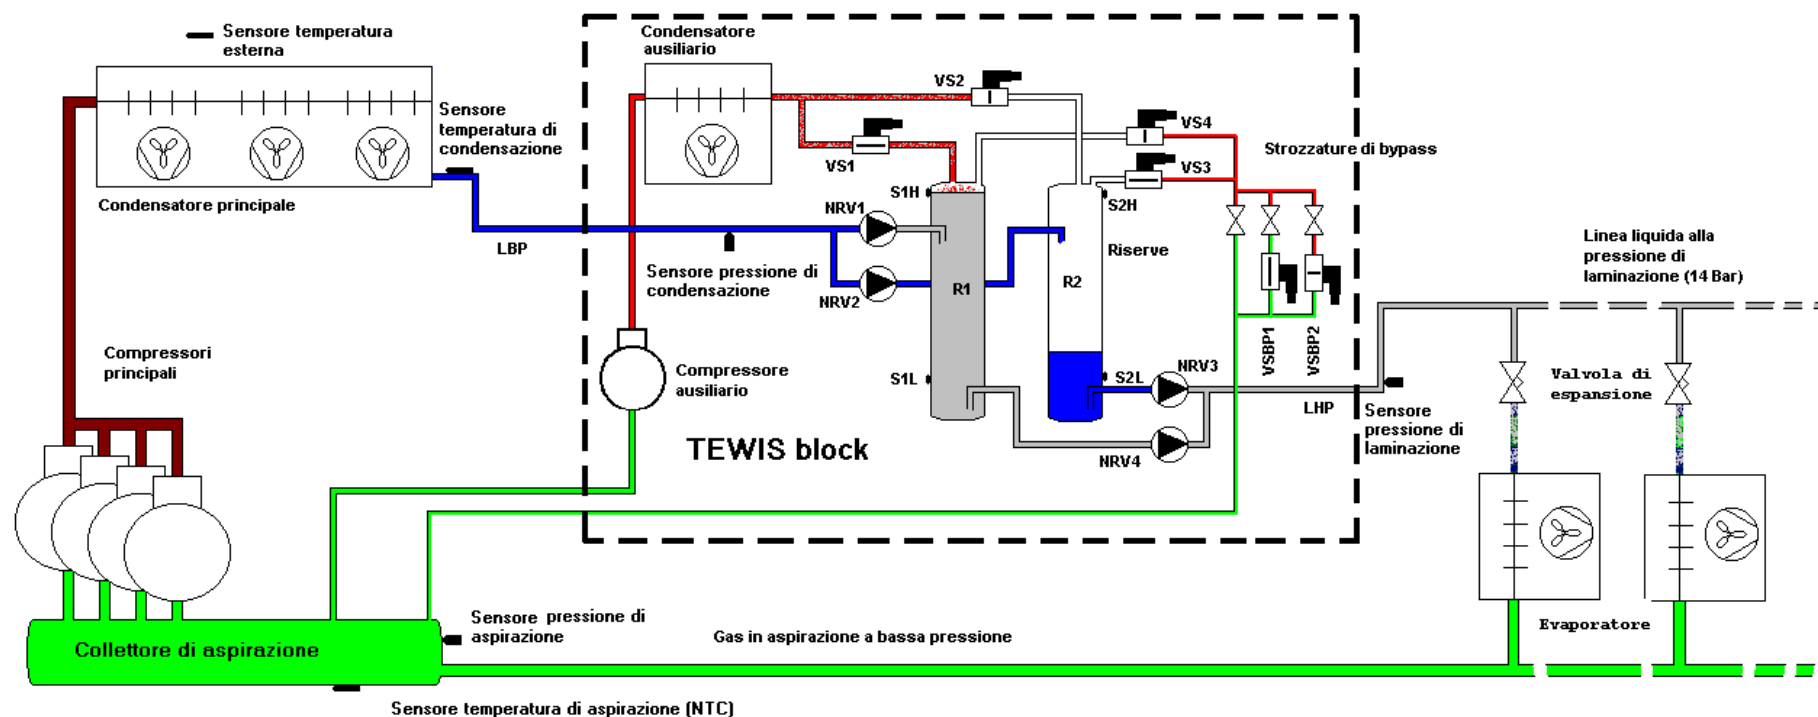 Sensore temperatura
esterna
Condensatore
ausiliario
VS2
Sensore
temperatura di
condensazione
VS4
Strozzature di bypass
VS1
VS3
S1H
S2H
Condensatore principale
NRV1
LBP
Riserve
Linea liquida alla
pressione di
laminazione (14 Bar)
Sensore pressione di
condensazione
NRV2
R1
R2
VSBP1
VSBP2
Compressori
principali
Compressore
ausiliario
S1L
S2L
NRV3
LHP
Valvola di
espansione
Sensore
pressione di
laminazione
TEWIS block
NRV4
Sensore pressione di
aspirazione
Gas in aspirazione a bassa pressione
Evaporatore
Collettore di aspirazione
Sensore temperatura di aspirazione (NTC)